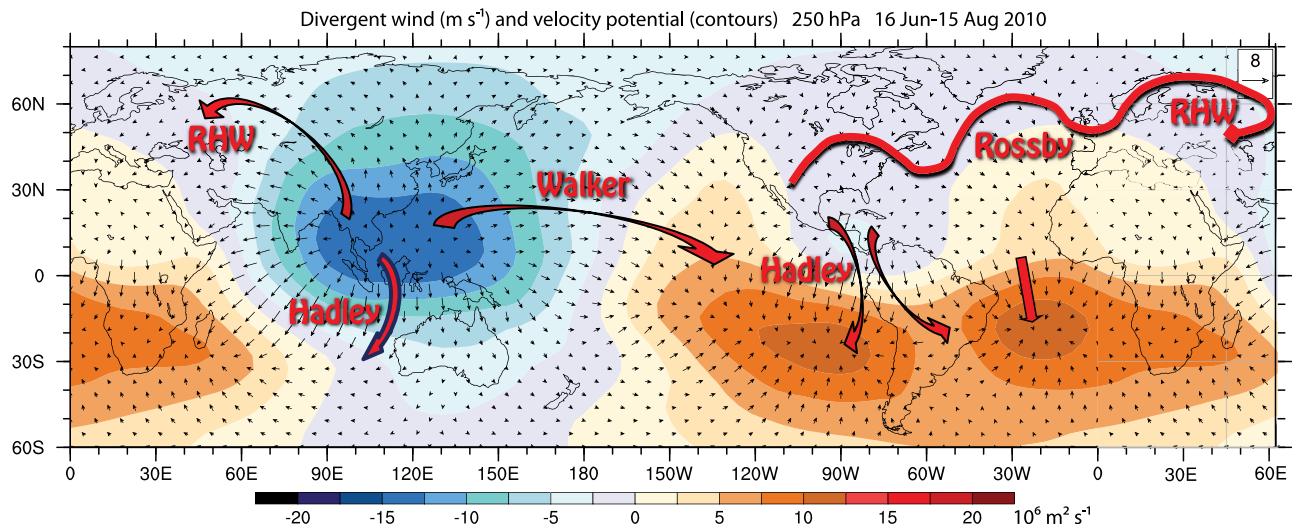 Divergent wind (m s⁻¹) and velocity potential (contours) 250 hPa 16 Jun-15 Aug 2010
8
60N
30N
0
30S
60S
RHW
Walker
Hadley
Hadley
Rossby
RHW
0 30E 60E 90E 120E 150E 180 150W 120W 90W 60W 30W 0 30E 60E
-20 -15 -10 -5 0 5 10 15 20 10⁶ m² s⁻¹